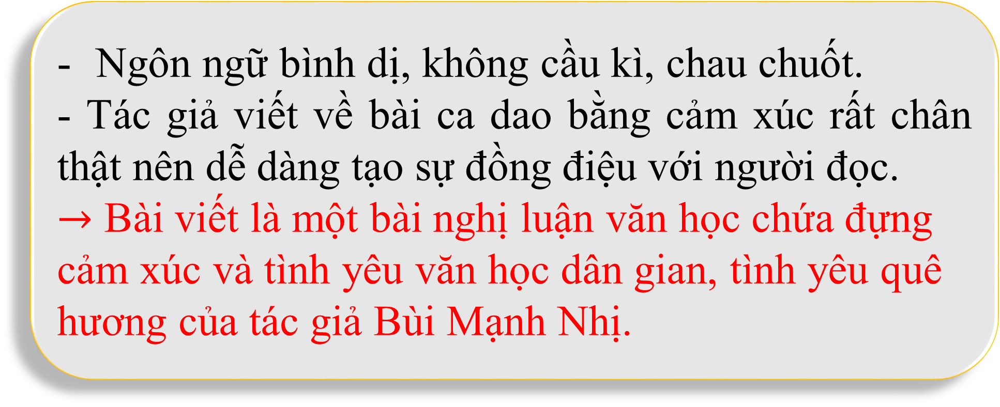 - Ngôn ngữ bình dị, không cầu kì, chau chuốt.
- Tác giả viết về bài ca dao bằng cảm xúc rất chân
thật nên dễ dàng tạo sự đồng điệu với người đọc.
→ Bài viết là một bài nghị luận văn học chứa đựng
cảm xúc và tình yêu văn học dân gian, tình yêu quê
hương của tác giả Bùi Mạnh Nhị.